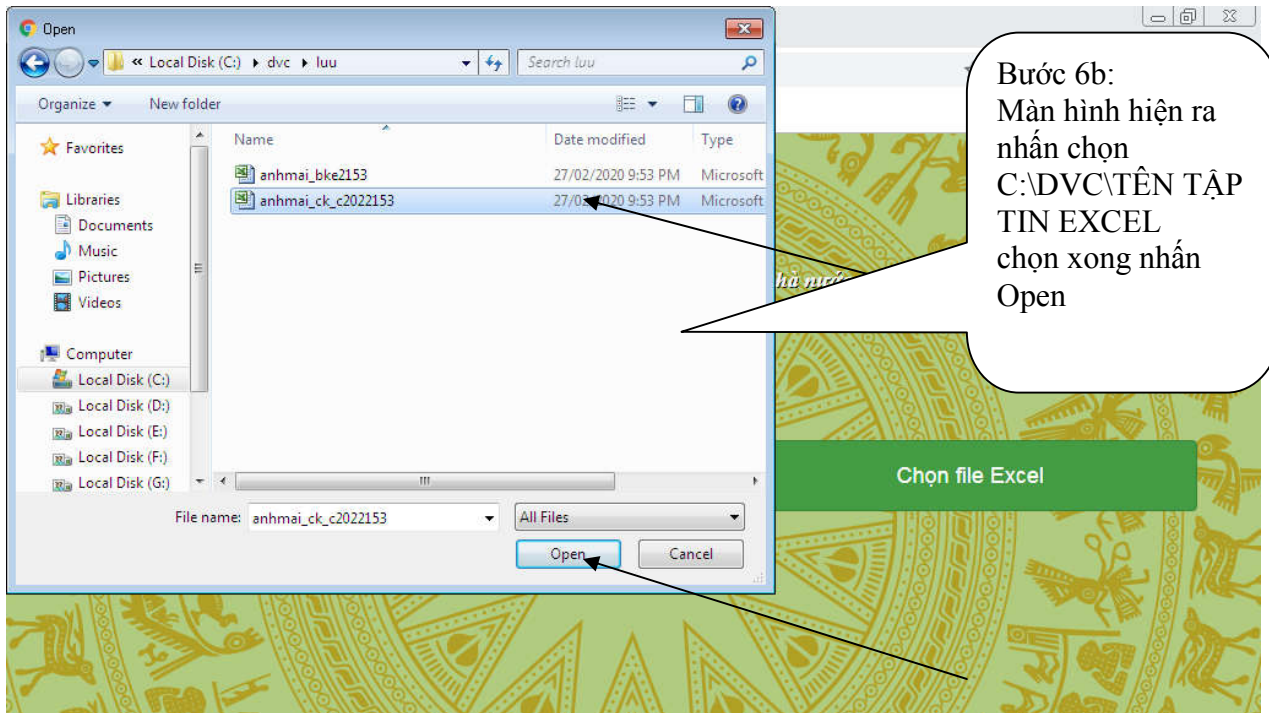 Open
« Local Disk (C:) ▸ dvc ▸ luu
Search luu
Organize
New folder
Favorites
Libraries
Documents
Music
Pictures
Videos
Computer
Local Disk (C:)
Local Disk (D:)
Local Disk (E:)
Local Disk (F:)
Local Disk (G:)
Name Date modified Type
anhmai_bke2153 27/02/2020 9:53 PM Microsoft
anhmai_ck_c2022153 2020 9:53 PM Microsoft
File name: anhmai_ck_c2022153
All Files
Open
Cancel
Bước 6b:
Màn hình hiện ra
nhấn chọn
C:\DVC\TÊN TẬP
TIN EXCEL
chọn xong nhấn
Open
Chọn file Excel